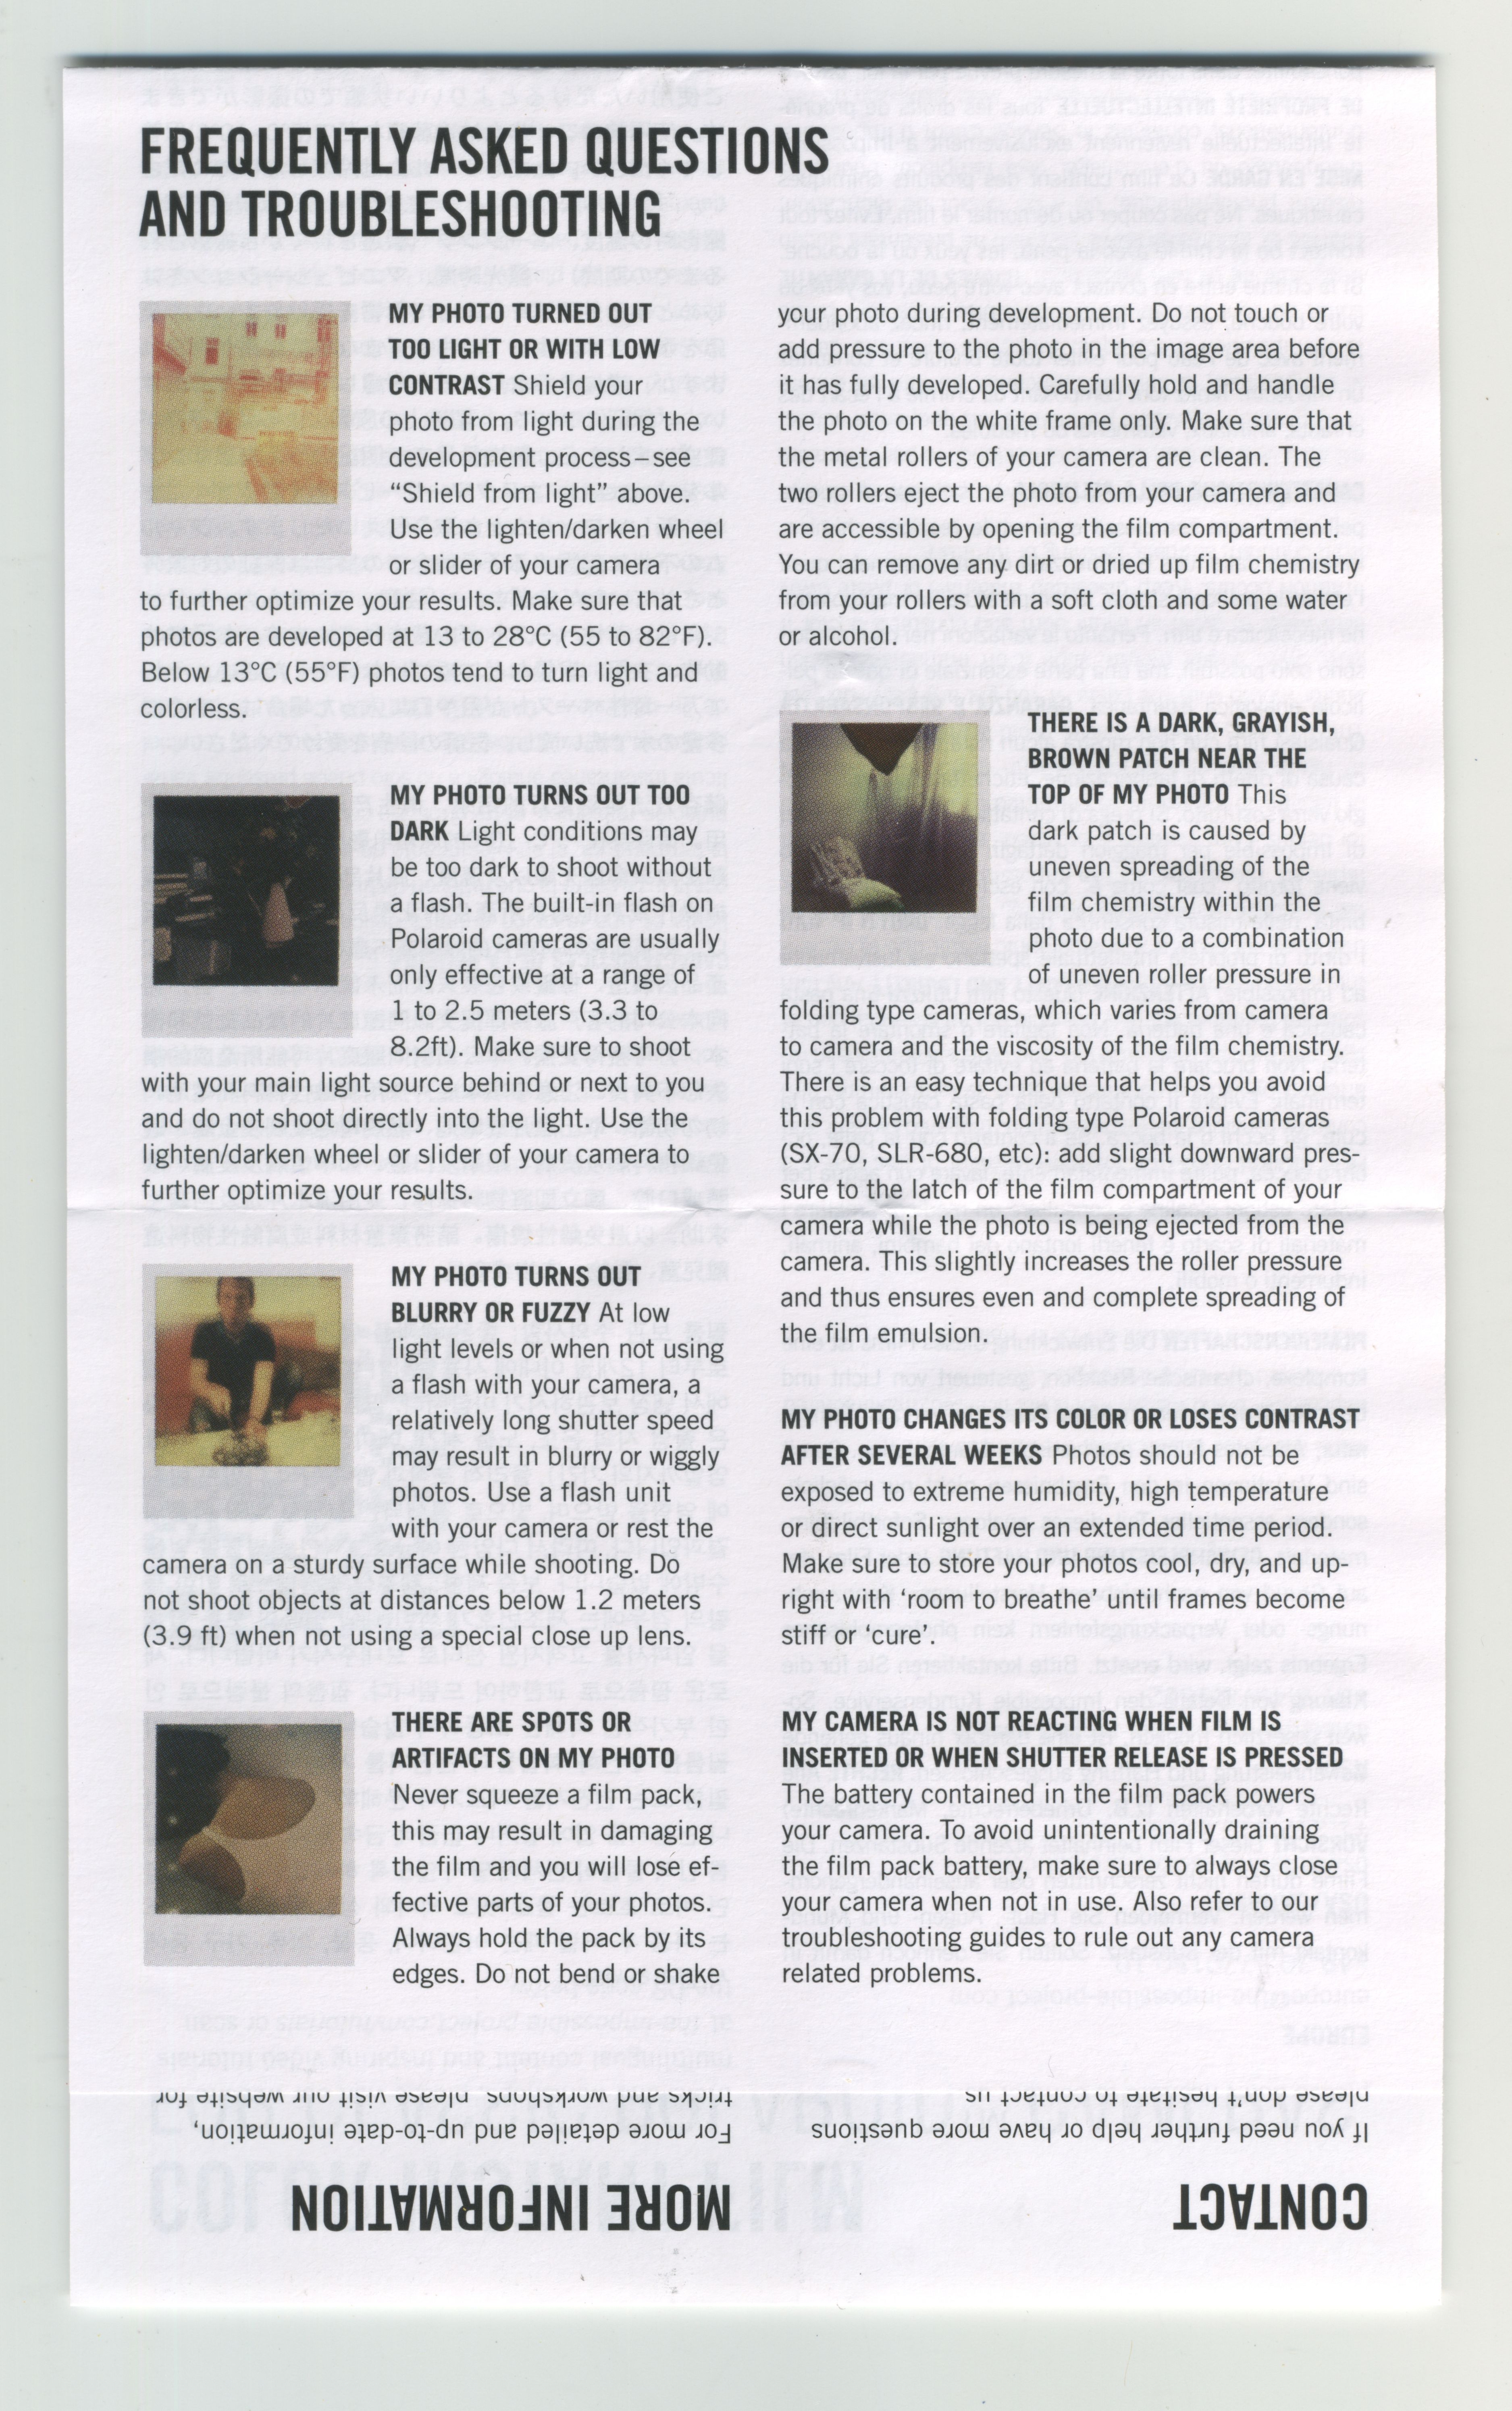 FREQUENTLY ASKED QUESTIONS
AND TROUBLESHOOTING
MY PHOTO TURNED OUT
TOO LIGHT OR WITH LOW
CONTRAST Shield your
photo from light during the
development process–see
“Shield from light” above.
Use the lighten/darken wheel
or slider of your camera
to further optimize your results. Make sure that
photos are developed at 13 to 28°C (55 to 82°F).
Below 13°C (55°F) photos tend to turn light and
colorless.
MY PHOTO TURNS OUT TOO
DARK Light conditions may
be too dark to shoot without
a flash. The built-in flash on
Polaroid cameras are usually
only effective at a range of
1 to 2.5 meters (3.3 to
8.2ft). Make sure to shoot
with your main light source behind or next to you
and do not shoot directly into the light. Use the
lighten/darken wheel or slider of your camera to
further optimize your results.
MY PHOTO TURNS OUT
BLURRY OR FUZZY At low
light levels or when not using
a flash with your camera, a
relatively long shutter speed
may result in blurry or wiggly
photos. Use a flash unit
with your camera or rest the
camera on a sturdy surface while shooting. Do
not shoot objects at distances below 1.2 meters
(3.9 ft) when not using a special close up lens.
THERE ARE SPOTS OR
ARTIFACTS ON MY PHOTO
Never squeeze a film pack,
this may result in damaging
the film and you will lose ef-
fective parts of your photos.
Always hold the pack by its
edges. Do not bend or shake
your photo during development. Do not touch or
add pressure to the photo in the image area before
it has fully developed. Carefully hold and handle
the photo on the white frame only. Make sure that
the metal rollers of your camera are clean. The
two rollers eject the photo from your camera and
are accessible by opening the film compartment.
You can remove any dirt or dried up film chemistry
from your rollers with a soft cloth and some water
or alcohol.
THERE IS A DARK, GRAYISH,
BROWN PATCH NEAR THE
TOP OF MY PHOTO This
dark patch is caused by
uneven spreading of the
film chemistry within the
photo due to a combination
of uneven roller pressure in
folding type cameras, which varies from camera
to camera and the viscosity of the film chemistry.
There is an easy technique that helps you avoid
this problem with folding type Polaroid cameras
(SX-70, SLR-680, etc): add slight downward pres-
sure to the latch of the film compartment of your
camera while the photo is being ejected from the
camera. This slightly increases the roller pressure
and thus ensures even and complete spreading of
the film emulsion.
MY PHOTO CHANGES ITS COLOR OR LOSES CONTRAST
AFTER SEVERAL WEEKS Photos should not be
exposed to extreme humidity, high temperature
or direct sunlight over an extended time period.
Make sure to store your photos cool, dry, and up-
right with ‘room to breathe’ until frames become
stiff or ‘cure’.
MY CAMERA IS NOT REACTING WHEN FILM IS
INSERTED OR WHEN SHUTTER RELEASE IS PRESSED
The battery contained in the film pack powers
your camera. To avoid unintentionally draining
the film pack battery, make sure to always close
your camera when not in use. Also refer to our
troubleshooting guides to rule out any camera
related problems.
CONTACT
If you need further help or have more questions
please don’t hesitate to contact us
MORE INFORMATION
For more detailed and up-to-date information,
tricks and workshops please visit our website for